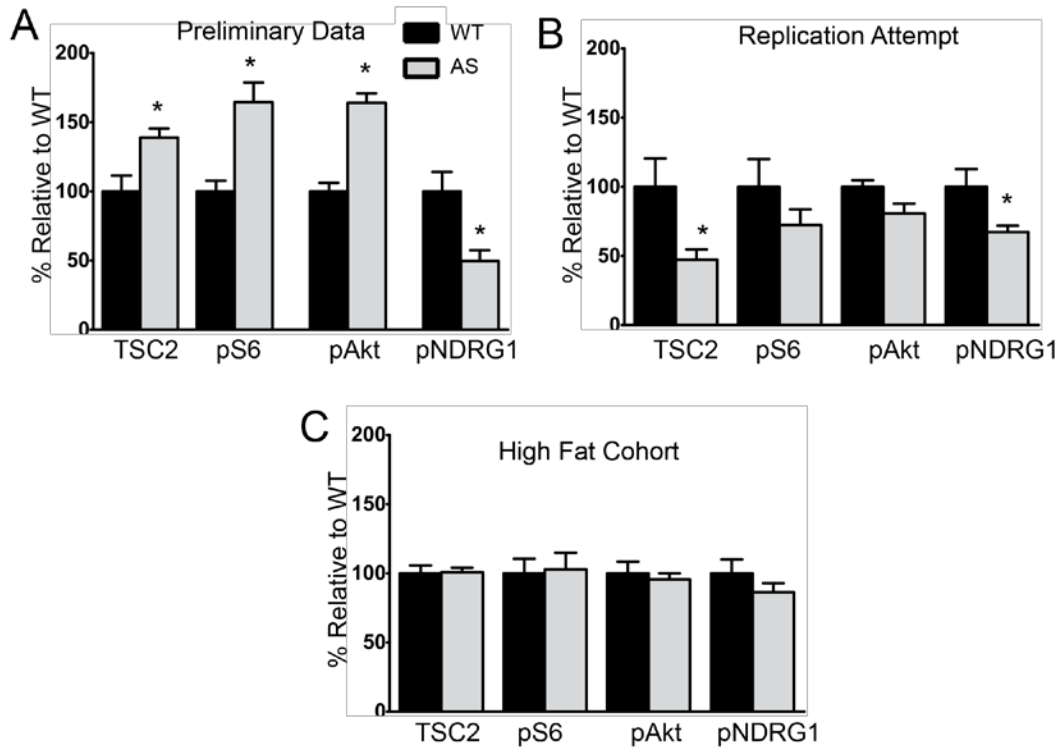 A
Preliminary Data
WT
AS
% Relative to WT
200
150
100
50
0
*
*
*
*
TSC2 pS6 pAkt pNDRG1
B
Replication Attempt
% Relative to WT
200
150
100
50
0
*
*
TSC2 pS6 pAkt pNDRG1
C
High Fat Cohort
% Relative to WT
200
150
100
50
0
TSC2 pS6 pAkt pNDRG1